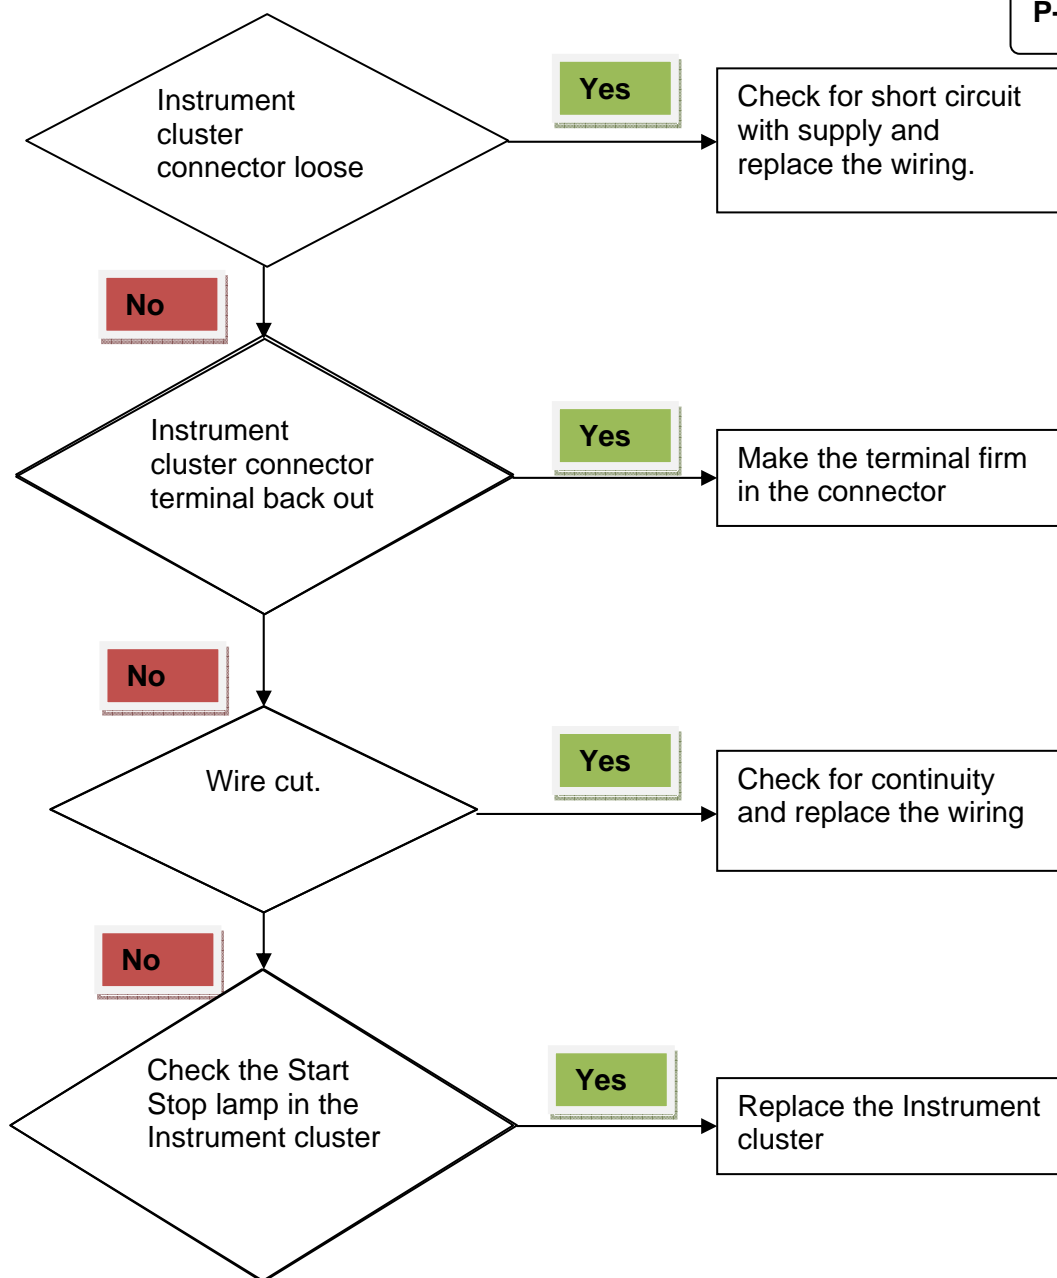 P-
Instrument
cluster
connector loose
Yes
Check for short circuit
with supply and
replace the wiring.
No
Instrument
cluster connector
terminal back out
Yes
Make the terminal firm
in the connector
No
Wire cut.
Yes
Check for continuity
and replace the wiring
No
Check the Start
Stop lamp in the
Instrument cluster
Yes
Replace the Instrument
cluster